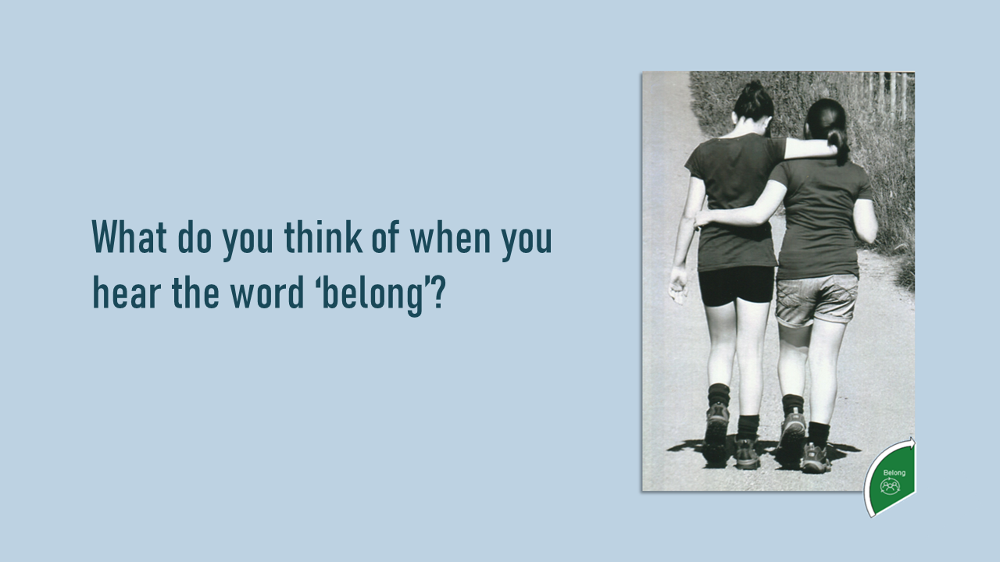 What do you think of when you
hear the word ‘belong’?
Belong